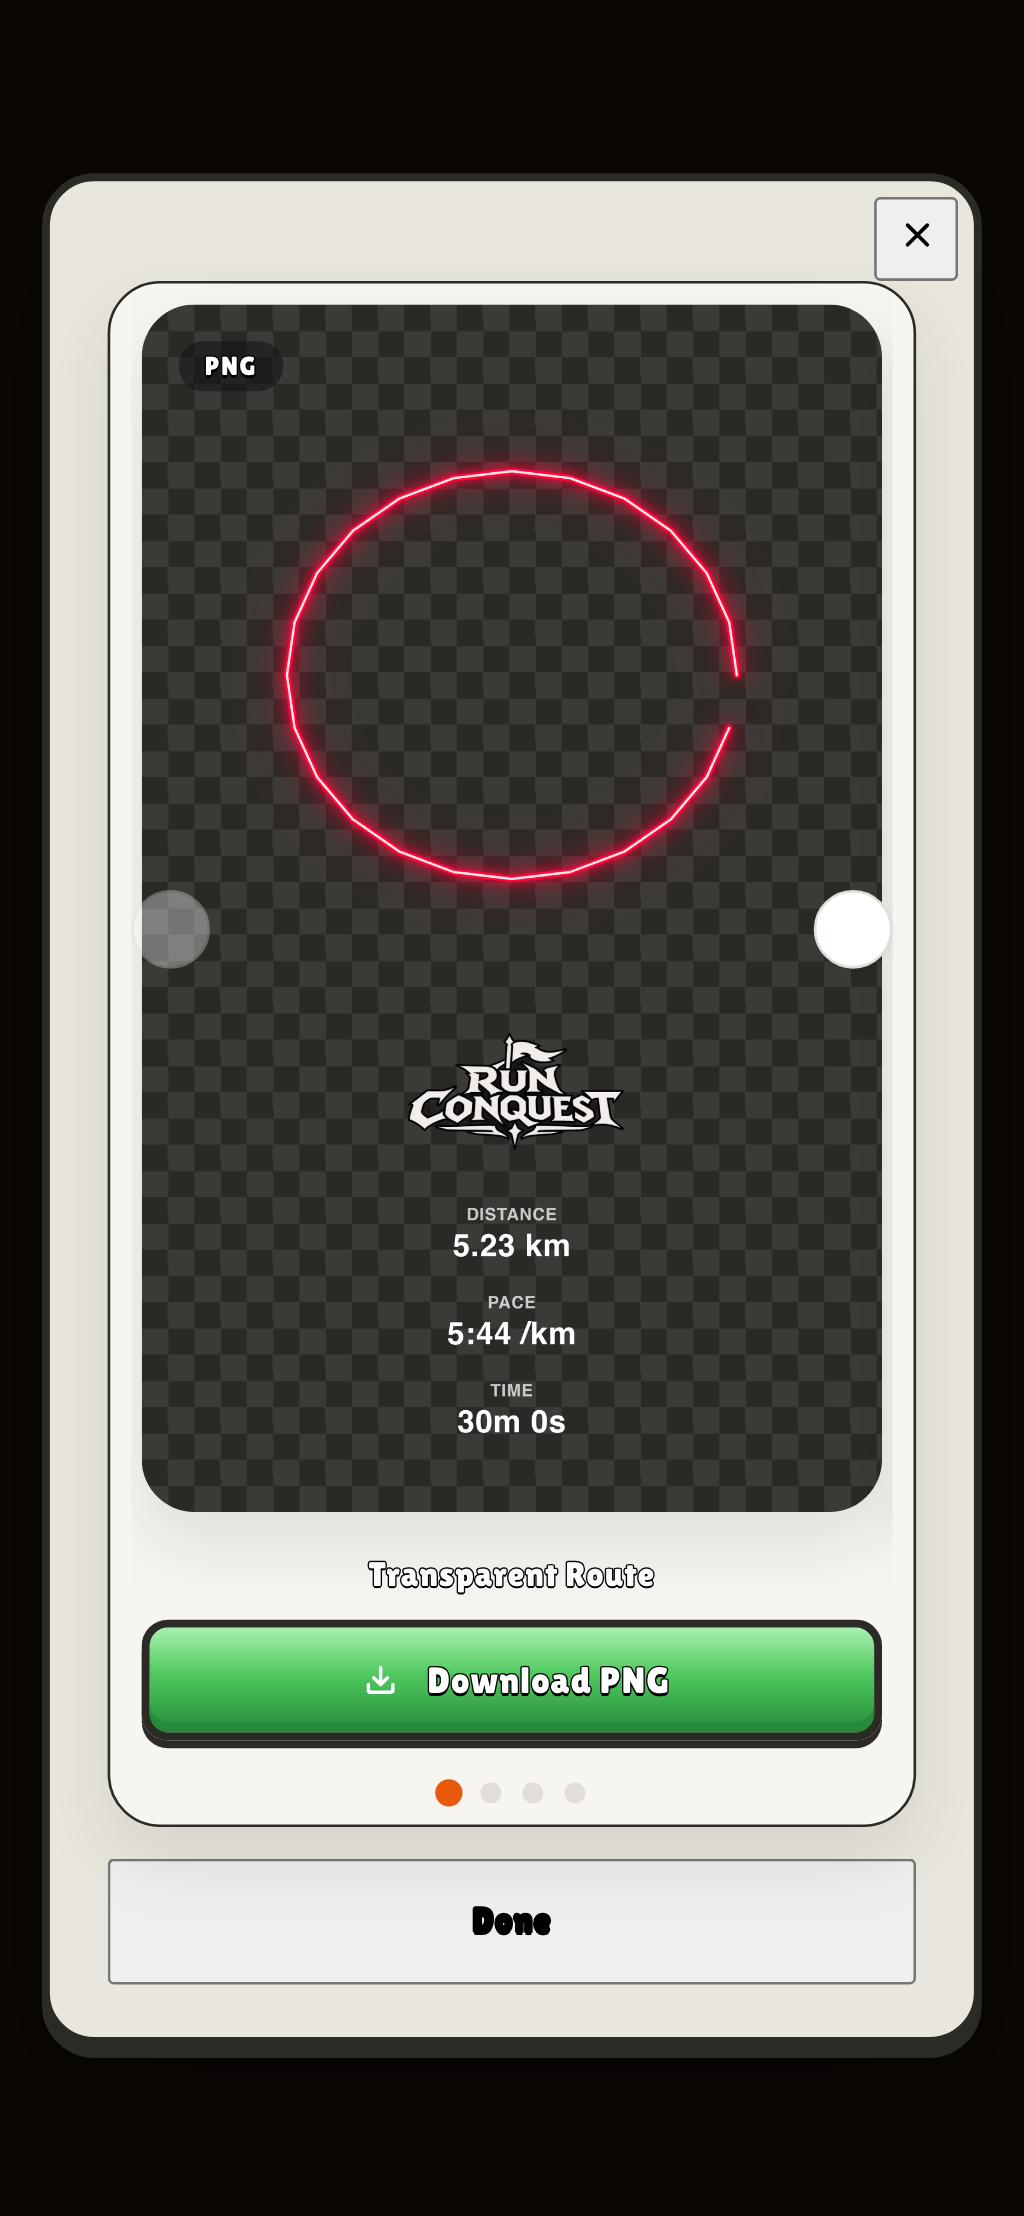 PNG
RUN
CONQUEST
DISTANCE
5.23 km
PACE
5:44 /km
TIME
30m 0s
Transparent Route
Download PNG
Done